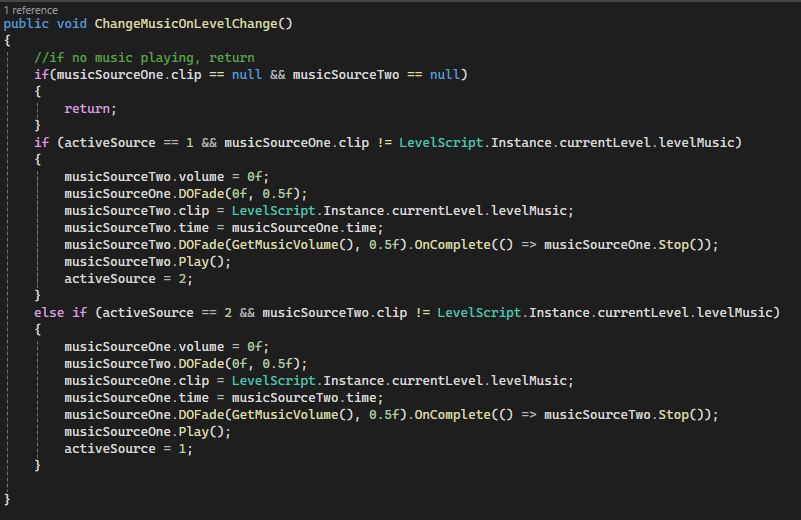 1 reference
public void ChangeMusicOnLevelChange()
{
//if no music playing, return
if(musicSourceOne.clip == null && musicSourceTwo == null)
{
return;
}
if (activeSource == 1 && musicSourceOne.clip != LevelScript.Instance.currentLevel.levelMusic)
{
musicSourceTwo.volume = 0f;
musicSourceOne.DOFade(0f, 0.5f);
musicSourceTwo.clip = LevelScript.Instance.currentLevel.levelMusic;
musicSourceTwo.time = musicSourceOne.time;
musicSourceTwo.DOFade(GetMusicVolume(), 0.5f).OnComplete(() => musicSourceOne.Stop());
musicSourceTwo.Play();
activeSource = 2;
}
else if (activeSource == 2 && musicSourceTwo.clip != LevelScript.Instance.currentLevel.levelMusic)
{
musicSourceOne.volume = 0f;
musicSourceTwo.DOFade(0f, 0.5f);
musicSourceOne.clip = LevelScript.Instance.currentLevel.levelMusic;
musicSourceOne.time = musicSourceTwo.time;
musicSourceOne.DOFade(GetMusicVolume(), 0.5f).OnComplete(() => musicSourceTwo.Stop());
musicSourceOne.Play();
activeSource = 1;
}
}